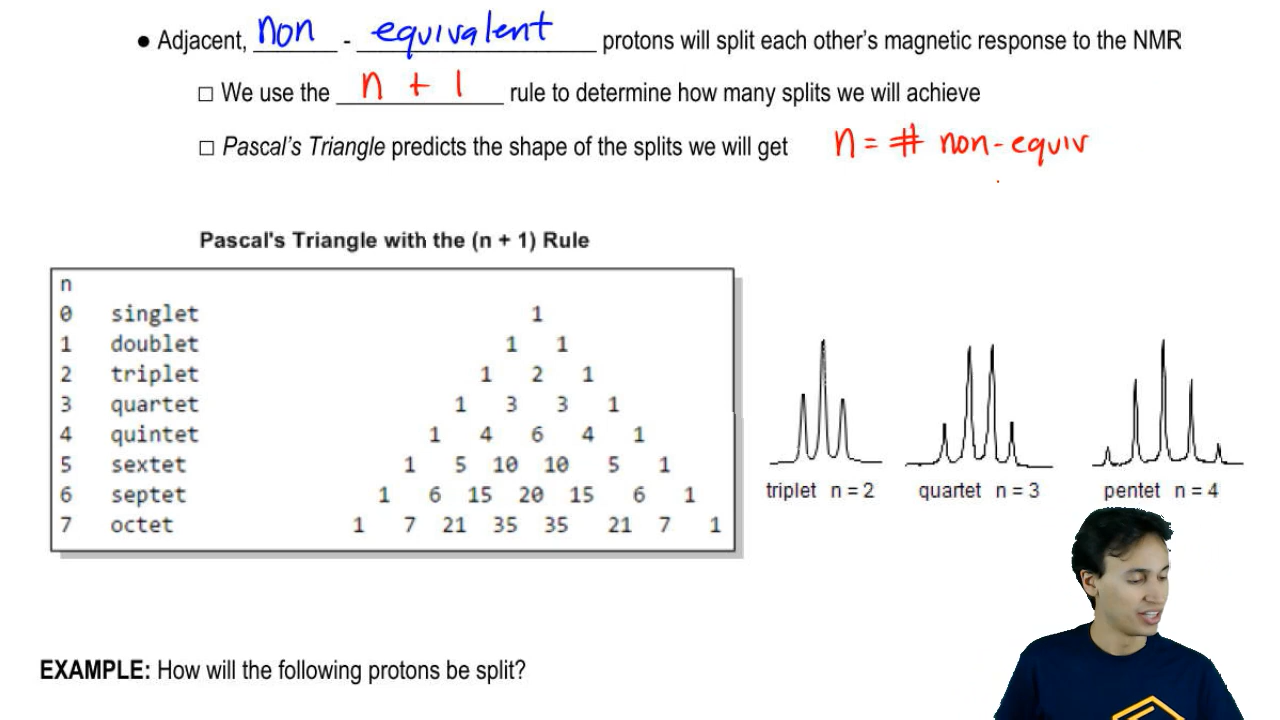 ● Adjacent, non - equivalent protons will split each other's magnetic response to the NMR
□ We use the n + 1 rule to determine how many splits we will achieve
□ Pascal's Triangle predicts the shape of the splits we will get n = # non-equiv
Pascal's Triangle with the (n + 1) Rule
n
0 singlet 1
1 doublet 1 1
2 triplet 1 2 1
3 quartet 1 3 3 1
4 quintet 1 4 6 4 1
5 sextet 1 5 10 10 5 1
6 septet 1 6 15 20 15 6 1
7 octet 1 7 21 35 35 21 7 1
triplet n = 2 quartet n = 3 pentet n = 4
EXAMPLE: How will the following protons be split?